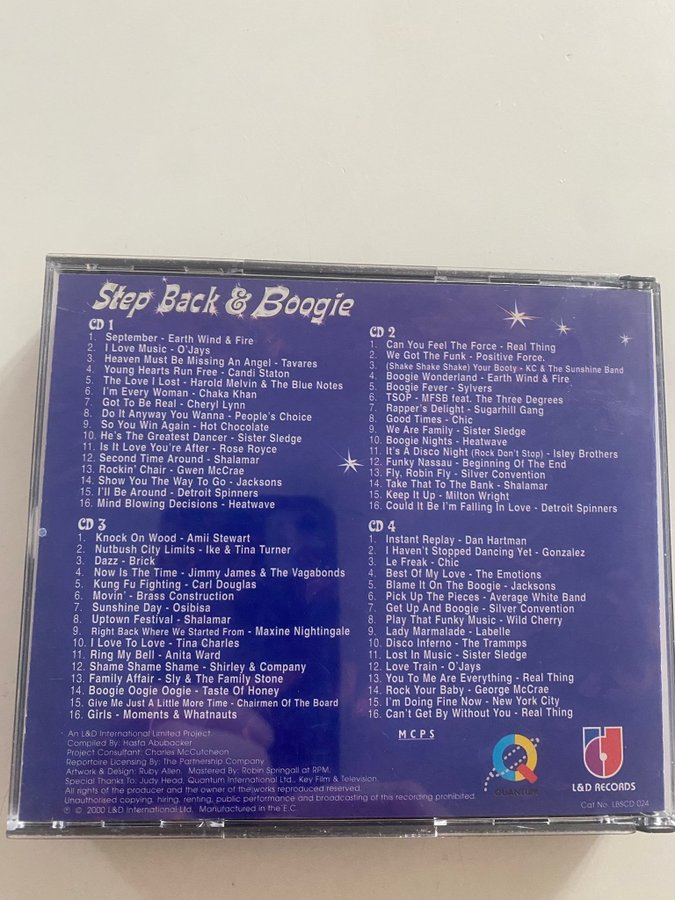 Step Back & Boogie
CD 1
1. September - Earth Wind & Fire
2. I Love Music - O'Jays
3. Heaven Must Be Missing An Angel - Tavares
4. Young Hearts Run Free - Candi Staton
5. The Love I Lost - Harold Melvin & The Blue Notes
6. I'm Every Woman - Chaka Khan
7. Got To Be Real - Cheryl Lynn
8. Do It Anyway You Wanna - People's Choice
9. So You Win Again - Hot Chocolate
10. He's The Greatest Dancer - Sister Sledge
11. Is It Love You're After - Rose Royce
12. Second Time Around - Shalamar
13. Rockin' Chair - Gwen McCrae
14. Show You The Way To Go - Jacksons
15. I'll Be Around - Detroit Spinners
16. Mind Blowing Decisions - Heatwave
CD 2
1. Can You Feel The Force - Real Thing
2. We Got The Funk - Positive Force.
3. (Shake Shake Shake) Your Booty - KC & The Sunshine Band
4. Boogie Wonderland - Earth Wind & Fire
5. Boogie Fever - Sylvers
6. TSOP - MFSB feat. The Three Degrees
7. Rapper's Delight - Sugarhill Gang
8. Good Times - Chic
9. We Are Family - Sister Sledge
10. Boogie Nights - Heatwave
11. It's A Disco Night (Rock Don't Stop) - Isley Brothers
12. Funky Nassau - Beginning Of The End
13. Fly, Robin Fly - Silver Convention
14. Take That To The Bank - Shalamar
15. Keep It Up - Milton Wright
16. Could It Be I'm Falling In Love - Detroit Spinners
CD 3
1. Knock On Wood - Amii Stewart
2. Nutbush City Limits - Ike & Tina Turner
3. Dazz - Brick
4. Now Is The Time - Jimmy James & The Vagabonds
5. Kung Fu Fighting - Carl Douglas
6. Movin' - Brass Construction
7. Sunshine Day - Osibisa
8. Uptown Festival - Shalamar
9. Right Back Where We Started From - Maxine Nightingale
10. I Love To Love - Tina Charles
11. Ring My Bell - Anita Ward
12. Shame Shame Shame - Shirley & Company
13. Family Affair - Sly & The Family Stone
14. Boogie Oogie Oogie - Taste Of Honey
15. Give Me Just A Little More Time - Chairmen Of The Board
16. Girls - Moments & Whatnauts
CD 4
1. Instant Replay - Dan Hartman
2. I Haven't Stopped Dancing Yet - Gonzalez
3. Le Freak - Chic
4. Best Of My Love - The Emotions
5. Blame It On The Boogie - Jacksons
6. Pick Up The Pieces - Average White Band
7. Get Up And Boogie - Silver Convention
8. Play That Funky Music - Wild Cherry
9. Lady Marmalade - Labelle
10. Disco Inferno - The Trammps
11. Lost In Music - Sister Sledge
12. Love Train - O'Jays
13. You To Me Are Everything - Real Thing
14. Rock Your Baby - George McCrae
15. I'm Doing Fine Now - New York City
16. Can't Get By Without You - Real Thing
An L&D International Limited Project.
Compiled By: Hasfa Abubacker
Project Consultant: Charles McCutcheon
Reportoire Licensing By: The Partnership Company
Artwork & Design: Ruby Allen. Mastered By: Robin Springall at RPM.
Special Thanks To: Judy Head, Quantum International Ltd., Key Film & Television.
All rights of the producer and the owner of the works reproduced reserved.
Unauthorised copying, hiring, renting, public performance and broadcasting of this recording prohibited.
℗ © 2000 L&D International Ltd. Manufactured in the E.C.
MCPS
QUANTUM
L&D RECORDS
Cat No. LBSCD 024